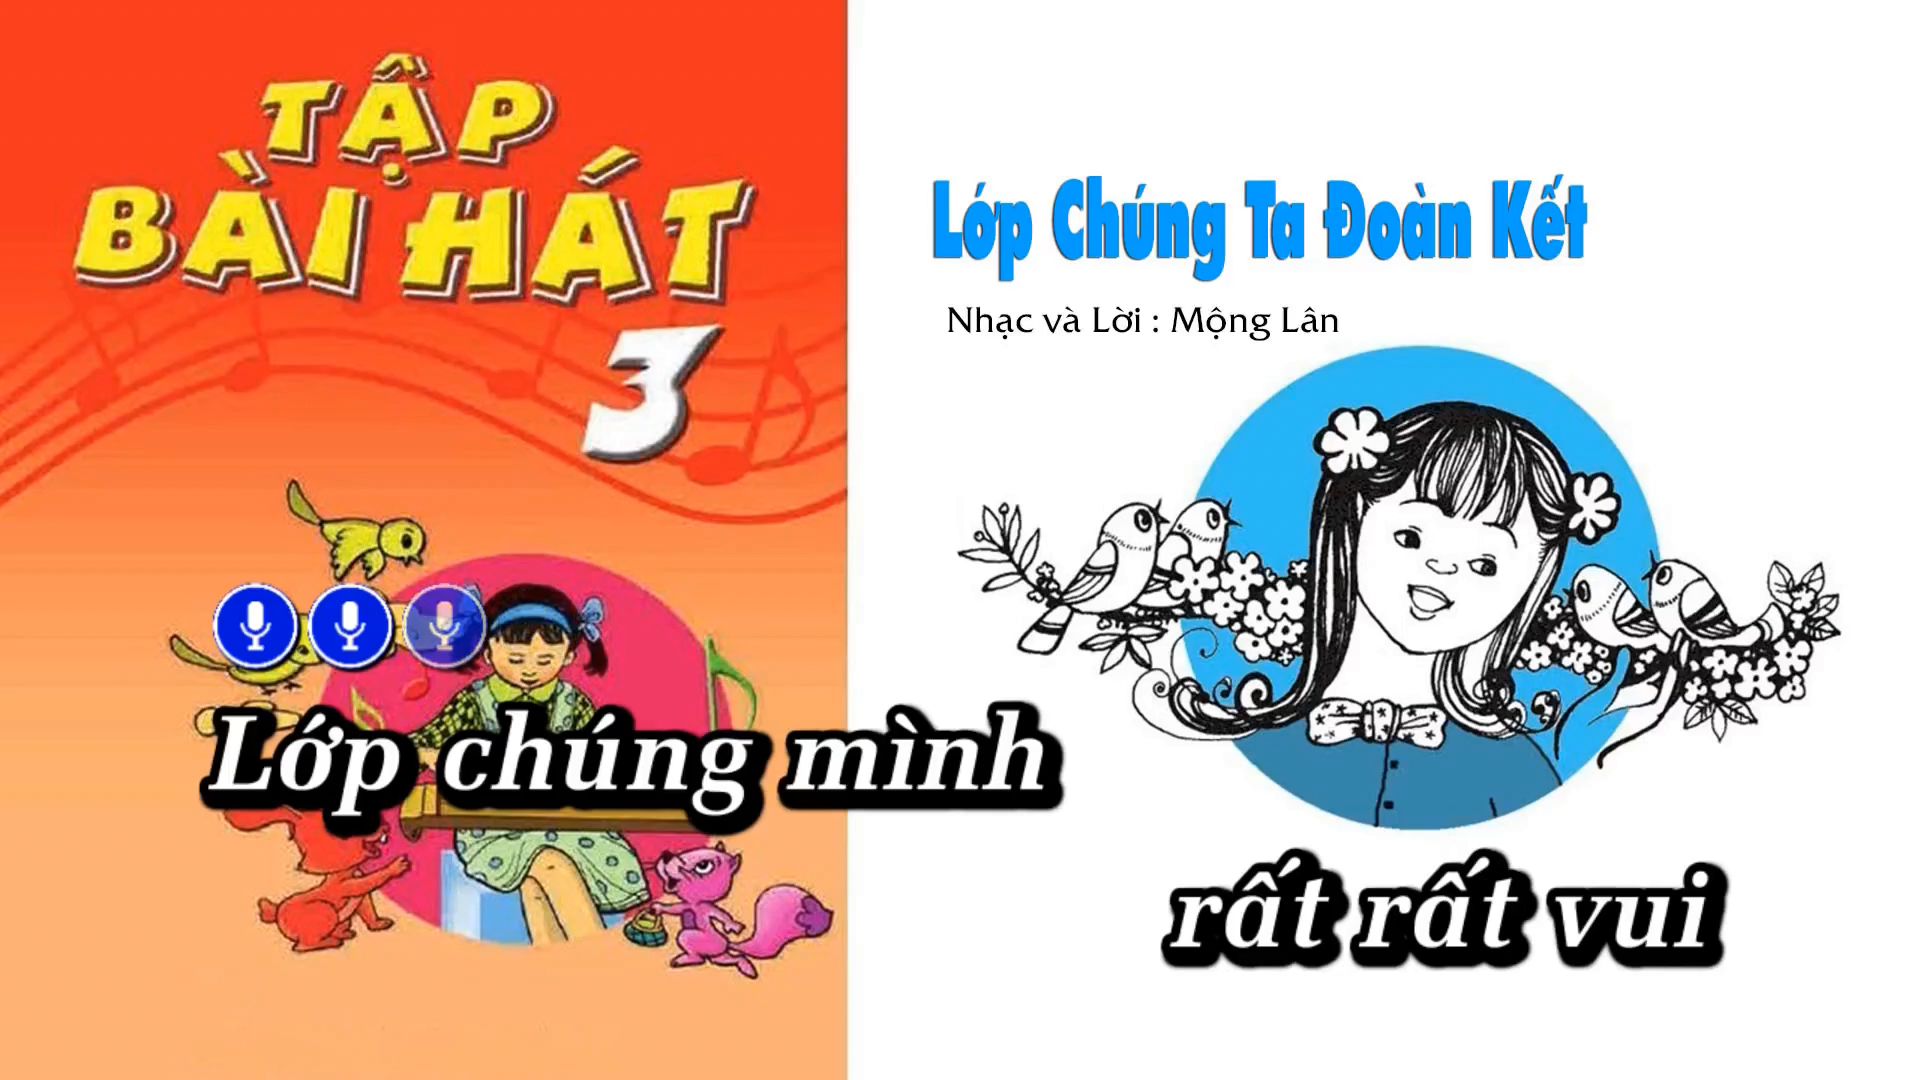 TẬP
BÀI HÁT
3
Lớp Chúng Ta Đoàn Kết
Nhạc và Lời : Mộng Lân
Lớp chúng mình
rất rất vui